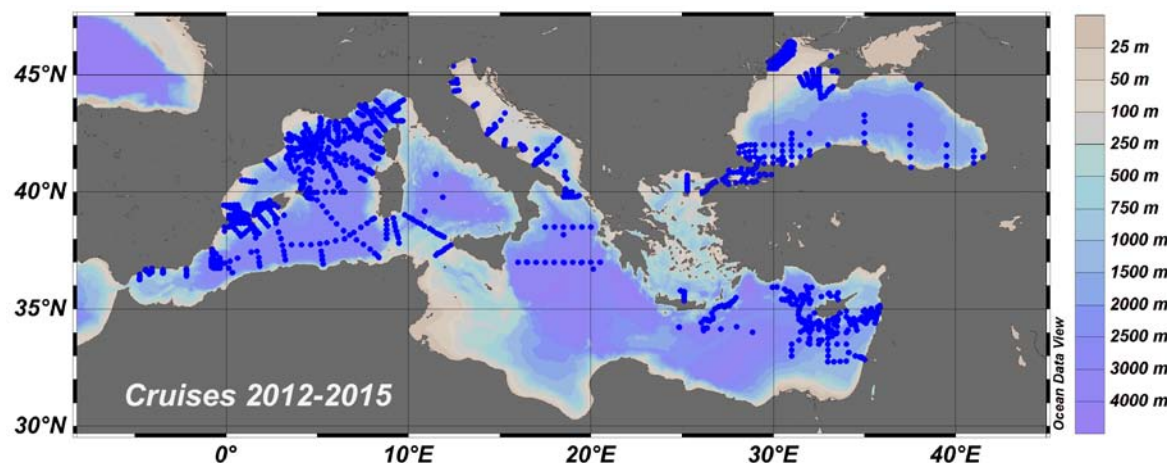 45°N
40°N
35°N
30°N
0°E
10°E
20°E
30°E
40°E
Cruises 2012-2015
Ocean Data View
25 m
50 m
100 m
250 m
500 m
750 m
1000 m
1500 m
2000 m
2500 m
3000 m
4000 m